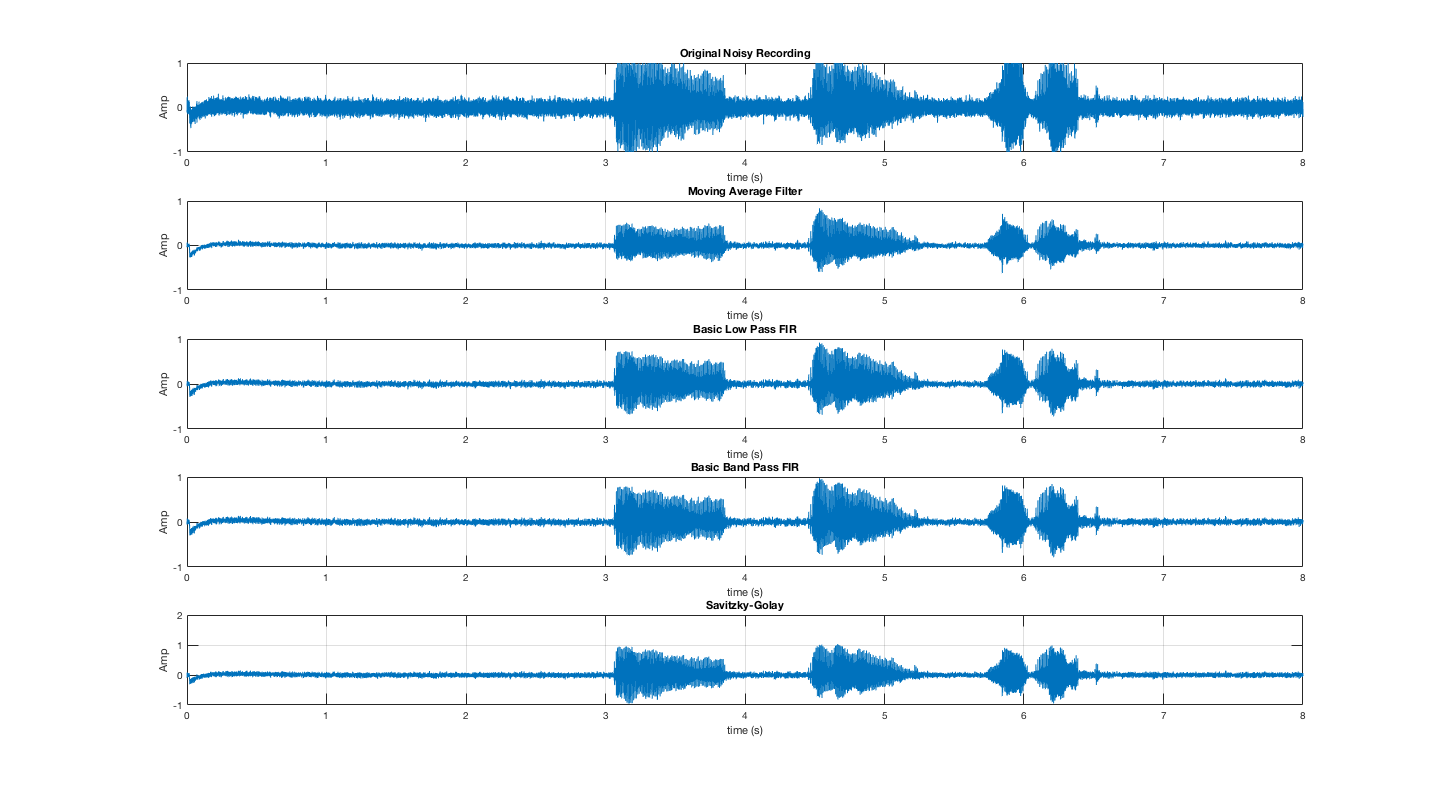 Original Noisy Recording
1
0
-1
Amp
0 1 2 3 4 5 6 7 8
time (s)
Moving Average Filter
1
0
-1
Amp
0 1 2 3 4 5 6 7 8
time (s)
Basic Low Pass FIR
1
0
-1
Amp
0 1 2 3 4 5 6 7 8
time (s)
Basic Band Pass FIR
1
0
-1
Amp
0 1 2 3 4 5 6 7 8
time (s)
Savitzky-Golay
2
1
0
-1
Amp
0 1 2 3 4 5 6 7 8
time (s)